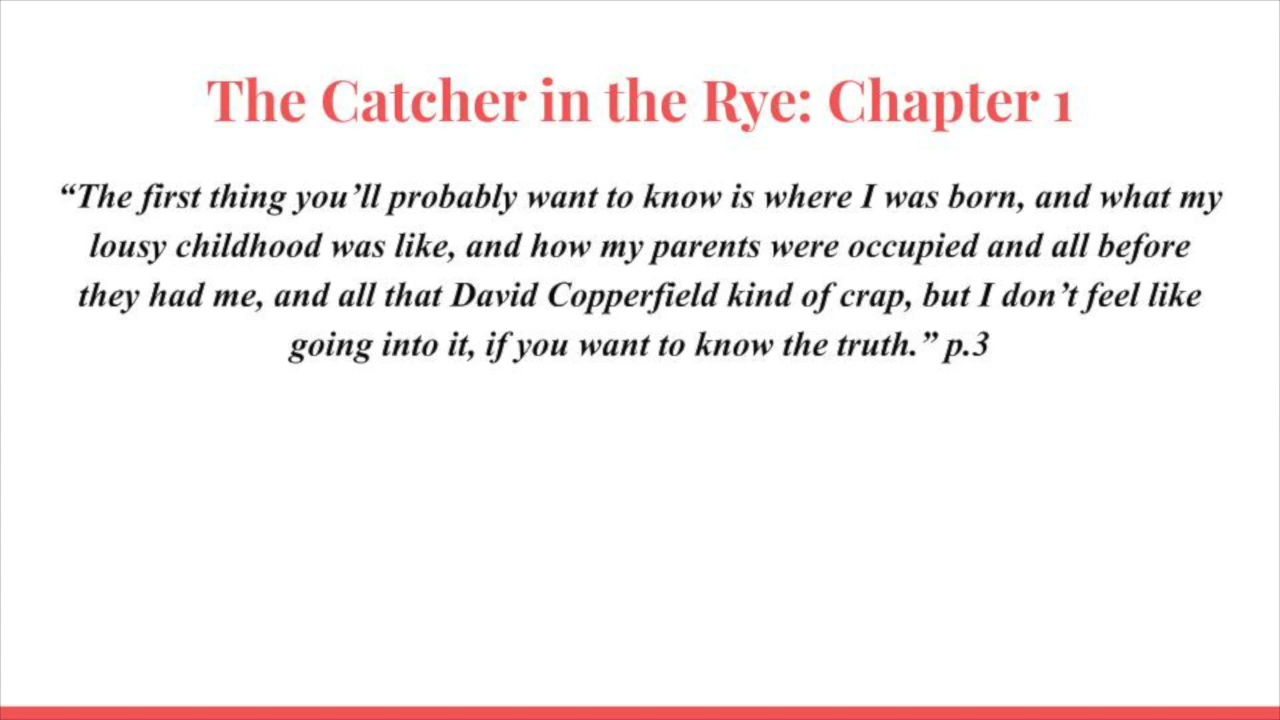 The Catcher in the Rye: Chapter 1
“The first thing you’ll probably want to know is where I was born, and what my
lousy childhood was like, and how my parents were occupied and all before
they had me, and all that David Copperfield kind of crap, but I don’t feel like
going into it, if you want to know the truth.” p.3